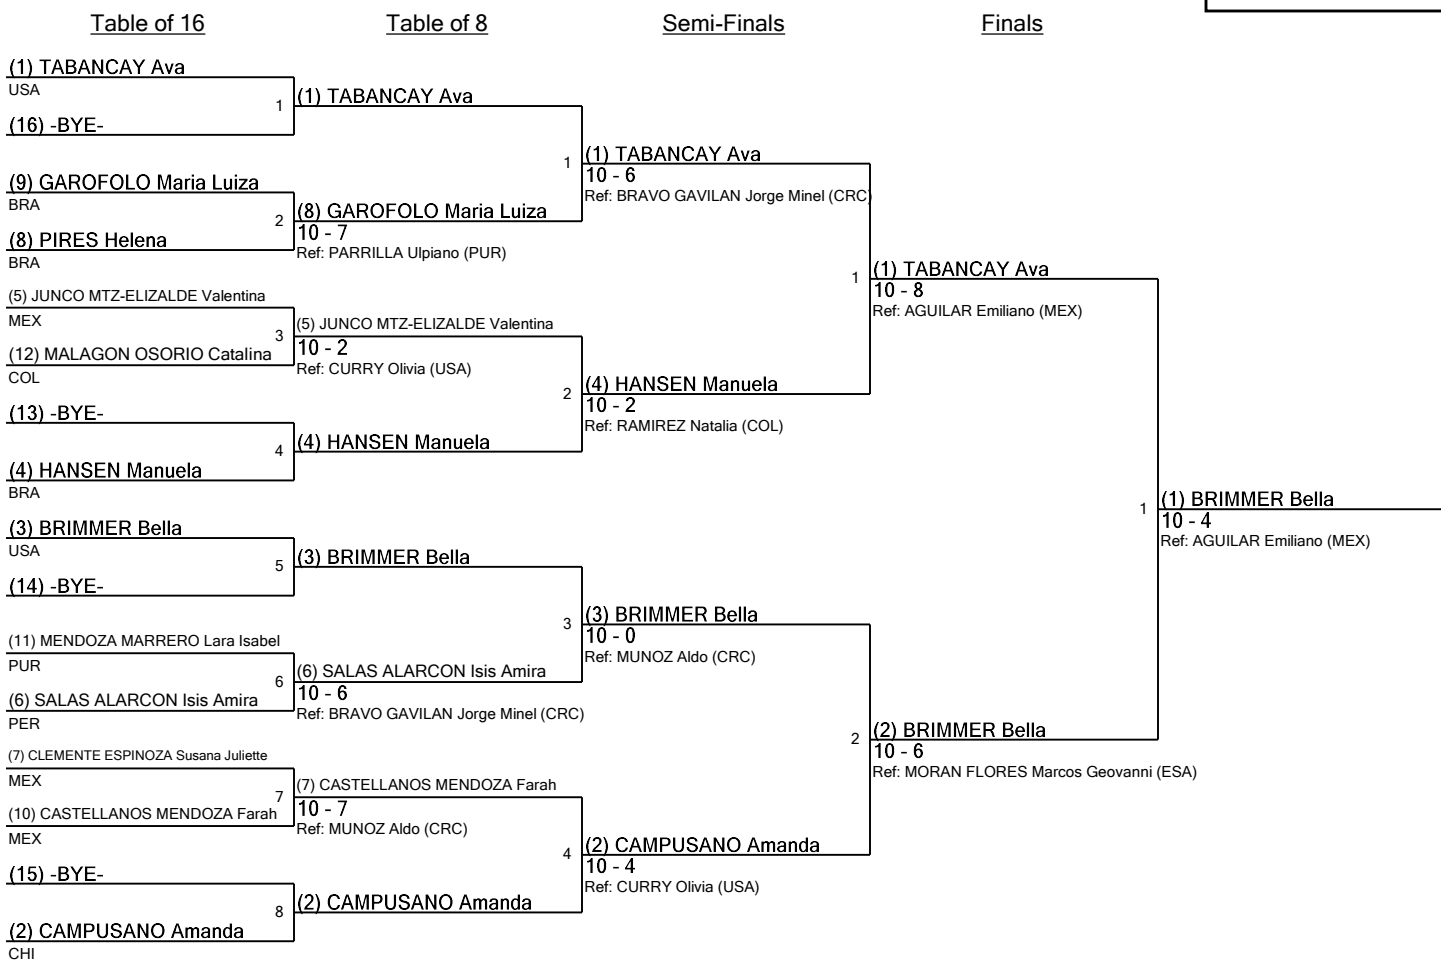 Table of 16
Table of 8
Semi-Finals
Finals
(1) TABANCAY Ava
USA
1
(16) -BYE-
(9) GAROFOLO Maria Luiza
BRA
2
(8) PIRES Helena
BRA
(5) JUNCO MTZ-ELIZALDE Valentina
MEX
3
(12) MALAGON OSORIO Catalina
COL
(13) -BYE-
4
(4) HANSEN Manuela
BRA
(3) BRIMMER Bella
USA
5
(14) -BYE-
(11) MENDOZA MARRERO Lara Isabel
PUR
6
(6) SALAS ALARCON Isis Amira
PER
(7) CLEMENTE ESPINOZA Susana Juliette
MEX
7
(10) CASTELLANOS MENDOZA Farah
MEX
(15) -BYE-
8
(2) CAMPUSANO Amanda
CHI
(1) TABANCAY Ava
1
(8) GAROFOLO Maria Luiza
10 - 7
Ref: PARRILLA Ulpiano (PUR)
(5) JUNCO MTZ-ELIZALDE Valentina
10 - 2
Ref: CURRY Olivia (USA)
2
(4) HANSEN Manuela
(3) BRIMMER Bella
3
(6) SALAS ALARCON Isis Amira
10 - 6
Ref: BRAVO GAVILAN Jorge Minel (CRC)
(7) CASTELLANOS MENDOZA Farah
10 - 7
Ref: MUNOZ Aldo (CRC)
4
(2) CAMPUSANO Amanda
(1) TABANCAY Ava
10 - 6
Ref: BRAVO GAVILAN Jorge Minel (CRC)
1
(4) HANSEN Manuela
10 - 2
Ref: RAMIREZ Natalia (COL)
(3) BRIMMER Bella
10 - 0
Ref: MUNOZ Aldo (CRC)
2
(2) CAMPUSANO Amanda
10 - 4
Ref: CURRY Olivia (USA)
(1) TABANCAY Ava
10 - 8
Ref: AGUILAR Emiliano (MEX)
1
(2) BRIMMER Bella
10 - 6
Ref: MORAN FLORES Marcos Geovanni (ESA)
(1) BRIMMER Bella
10 - 4
Ref: AGUILAR Emiliano (MEX)